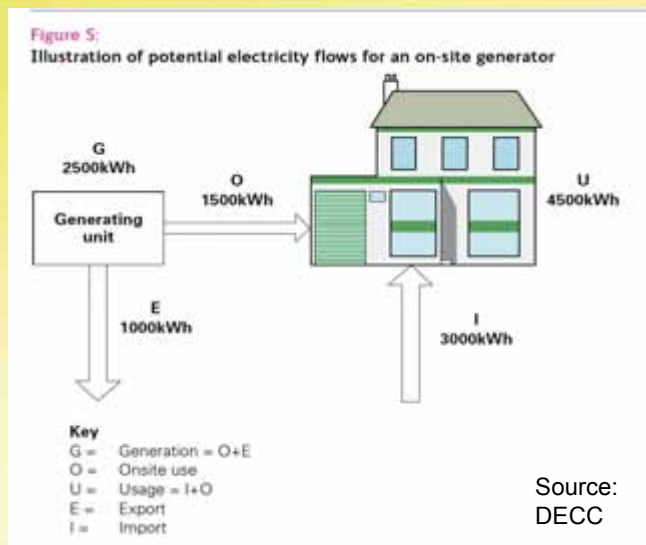 Figure 5:
Illustration of potential electricity flows for an on-site generator
G
2500kWh
O
1500kWh
U
4500kWh
Generating
unit
E
1000kWh
I
3000kWh
Key
G = Generation = O+E
O = Onsite use
U = Usage = I+O
E = Export
I = Import
Source:
DECC